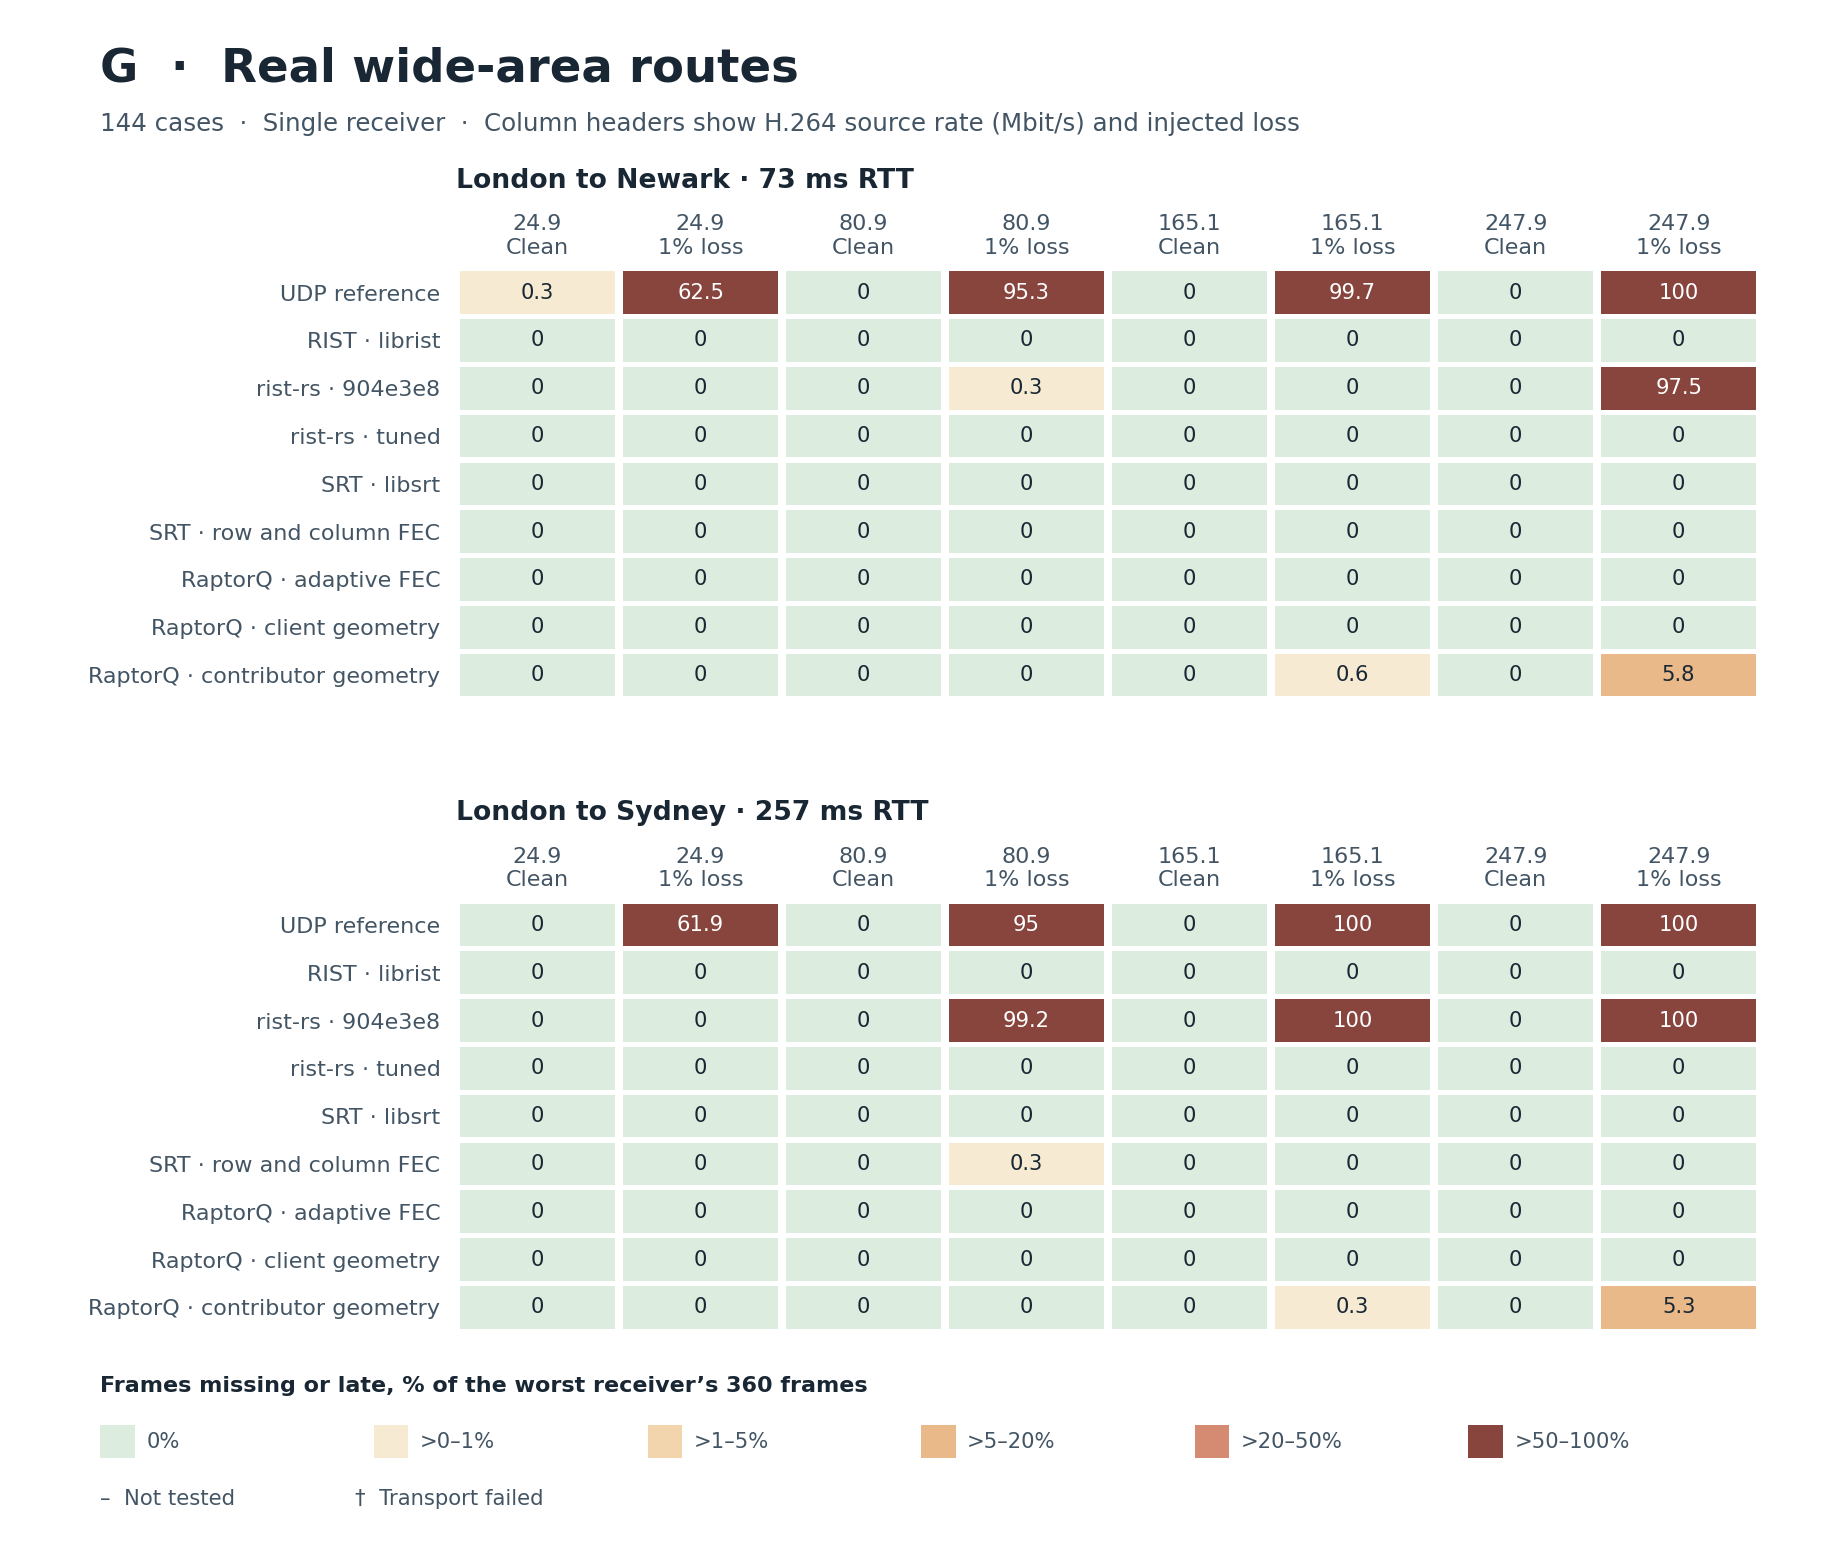 G · Real wide-area routes
144 cases · Single receiver · Column headers show H.264 source rate (Mbit/s) and injected loss
London to Newark · 73 ms RTT
24.9 24.9 80.9 80.9 165.1 165.1 247.9 247.9
Clean 1% loss Clean 1% loss Clean 1% loss Clean 1% loss
UDP reference 0.3 62.5 0 95.3 0 99.7 0 100
RIST · librist 0 0 0 0 0 0 0 0
rist-rs · 904e3e8 0 0 0 0.3 0 0 0 97.5
rist-rs · tuned 0 0 0 0 0 0 0 0
SRT · libsrt 0 0 0 0 0 0 0 0
SRT · row and column FEC 0 0 0 0 0 0 0 0
RaptorQ · adaptive FEC 0 0 0 0 0 0 0 0
RaptorQ · client geometry 0 0 0 0 0 0 0 0
RaptorQ · contributor geometry 0 0 0 0 0 0.6 0 5.8
London to Sydney · 257 ms RTT
24.9 24.9 80.9 80.9 165.1 165.1 247.9 247.9
Clean 1% loss Clean 1% loss Clean 1% loss Clean 1% loss
UDP reference 0 61.9 0 95 0 100 0 100
RIST · librist 0 0 0 0 0 0 0 0
rist-rs · 904e3e8 0 0 0 99.2 0 100 0 100
rist-rs · tuned 0 0 0 0 0 0 0 0
SRT · libsrt 0 0 0 0 0 0 0 0
SRT · row and column FEC 0 0 0 0.3 0 0 0 0
RaptorQ · adaptive FEC 0 0 0 0 0 0 0 0
RaptorQ · client geometry 0 0 0 0 0 0 0 0
RaptorQ · contributor geometry 0 0 0 0 0 0.3 0 5.3
Frames missing or late, % of the worst receiver’s 360 frames
0% >0–1% >1–5% >5–20% >20–50% >50–100%
– Not tested † Transport failed